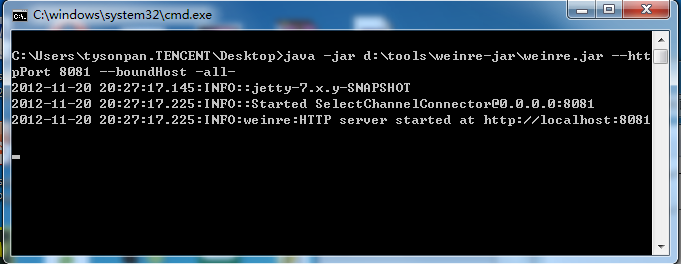 C:\windows\system32\cmd.exe
C:\Users\tysonpan.TENCENT\Desktop>java -jar d:\tools\weinre-jar\weinre.jar --htt
pPort 8081 --boundHost -all-
2012-11-20 20:27:17.145:INFO::jetty-7.x.y-SNAPSHOT
2012-11-20 20:27:17.225:INFO::Started SelectChannelConnector@0.0.0.0:8081
2012-11-20 20:27:17.225:INFO:weinre:HTTP server started at http://localhost:8081